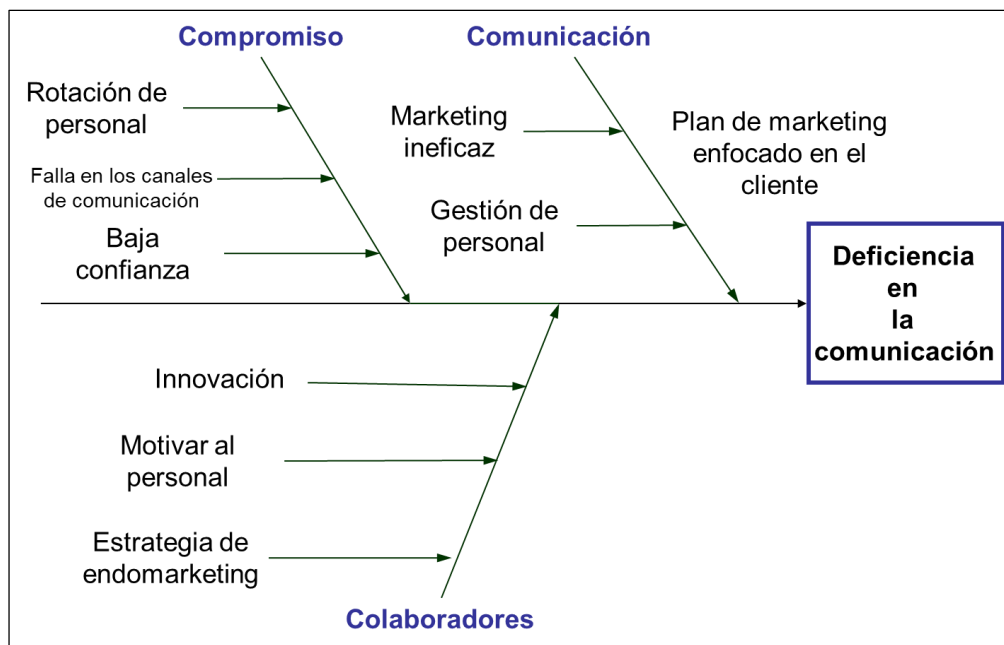 Compromiso
Comunicación
Rotación de
personal
Falla en los canales
de comunicación
Baja
confianza
Marketing
ineficaz
Gestión de
personal
Plan de marketing
enfocado en el
cliente
Deficiencia
en
la
comunicación
Innovación
Motivar al
personal
Estrategia de
endomarketing
Colaboradores